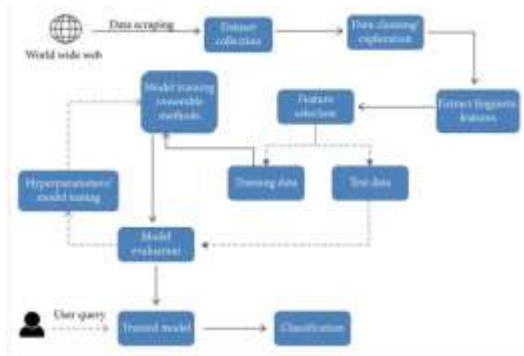 Data scraping
World wide web
Dataset
collection
Data cleaning/
exploration
Model training
(ensemble
methods
Feature
selection
Extract linguistic
features
Hyperparameters/
model tuning
Training data
Test data
Model
evaluation
User query
Trained model
Classification